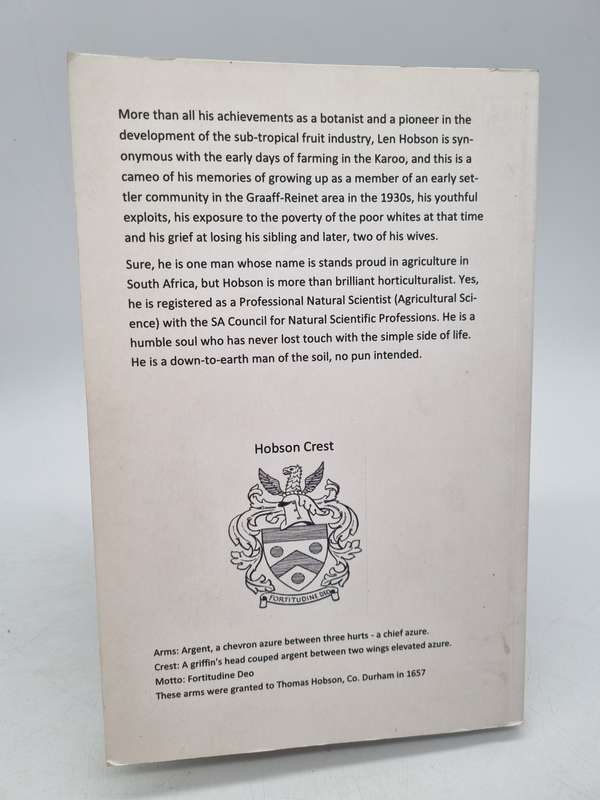 More than all his achievements as a botanist and a pioneer in the
development of the sub-tropical fruit industry, Len Hobson is syn-
onymous with the early days of farming in the Karoo, and this is a
cameo of his memories of growing up as a member of an early set-
tler community in the Graaff-Reinet area in the 1930s, his youthful
exploits, his exposure to the poverty of the poor whites at that time
and his grief at losing his sibling and later, two of his wives.
Sure, he is one man whose name is stands proud in agriculture in
South Africa, but Hobson is more than brilliant horticulturalist. Yes,
he is registered as a Professional Natural Scientist (Agricultural Sci-
ence) with the SA Council for Natural Scientific Professions. He is a
humble soul who has never lost touch with the simple side of life.
He is a down-to-earth man of the soil, no pun intended.
Hobson Crest
FORTITUDINE DEO
Arms: Argent, a chevron azure between three hurts - a chief azure.
Crest: A griffin's head couped argent between two wings elevated azure.
Motto: Fortitudine Deo
These arms were granted to Thomas Hobson, Co. Durham in 1657